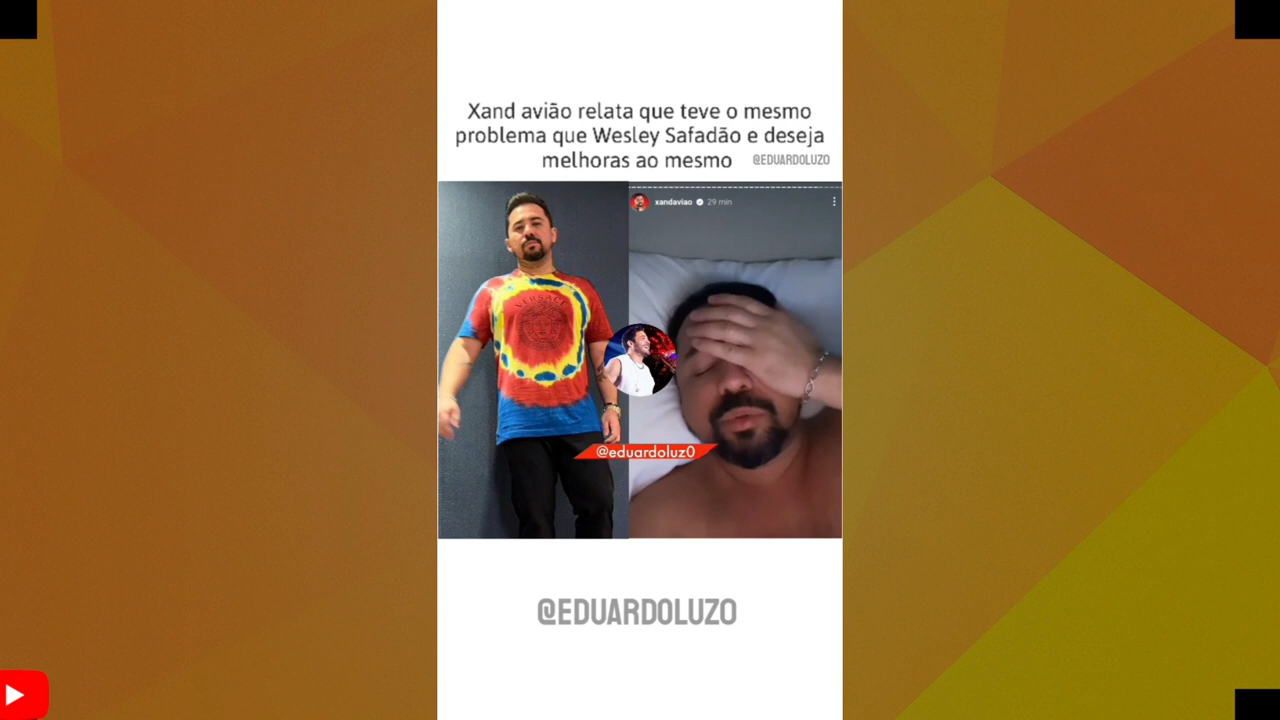 Xand avião relata que teve o mesmo
problema que Wesley Safadão e deseja
melhoras ao mesmo @EDUARDOLUZO
xandaviao 29 min
VERSACE
@eduardoluz0
@EDUARDOLUZO